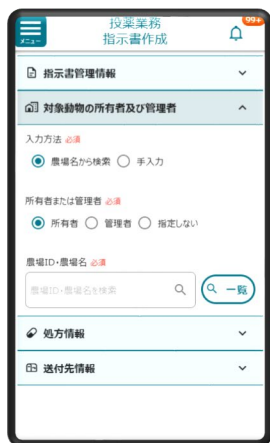 メニュー
投薬業務
指示書作成
99+
指示書管理情報
対象動物の所有者及び管理者
入力方法 必須
農場名から検索 手入力
所有者または管理者 必須
所有者 管理者 指定しない
農場ID・農場名 必須
農場ID・農場名を検索
一覧
処方情報
送付先情報